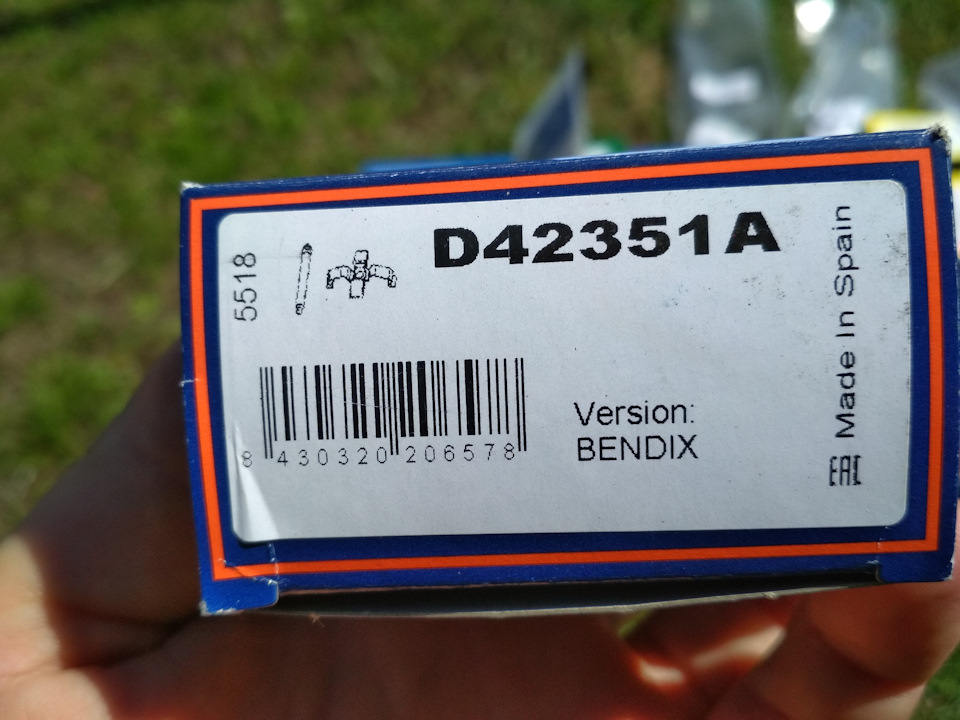 5518
D42351A
8 430320 206578
Version:
BENDIX
Made In Spain
EAC